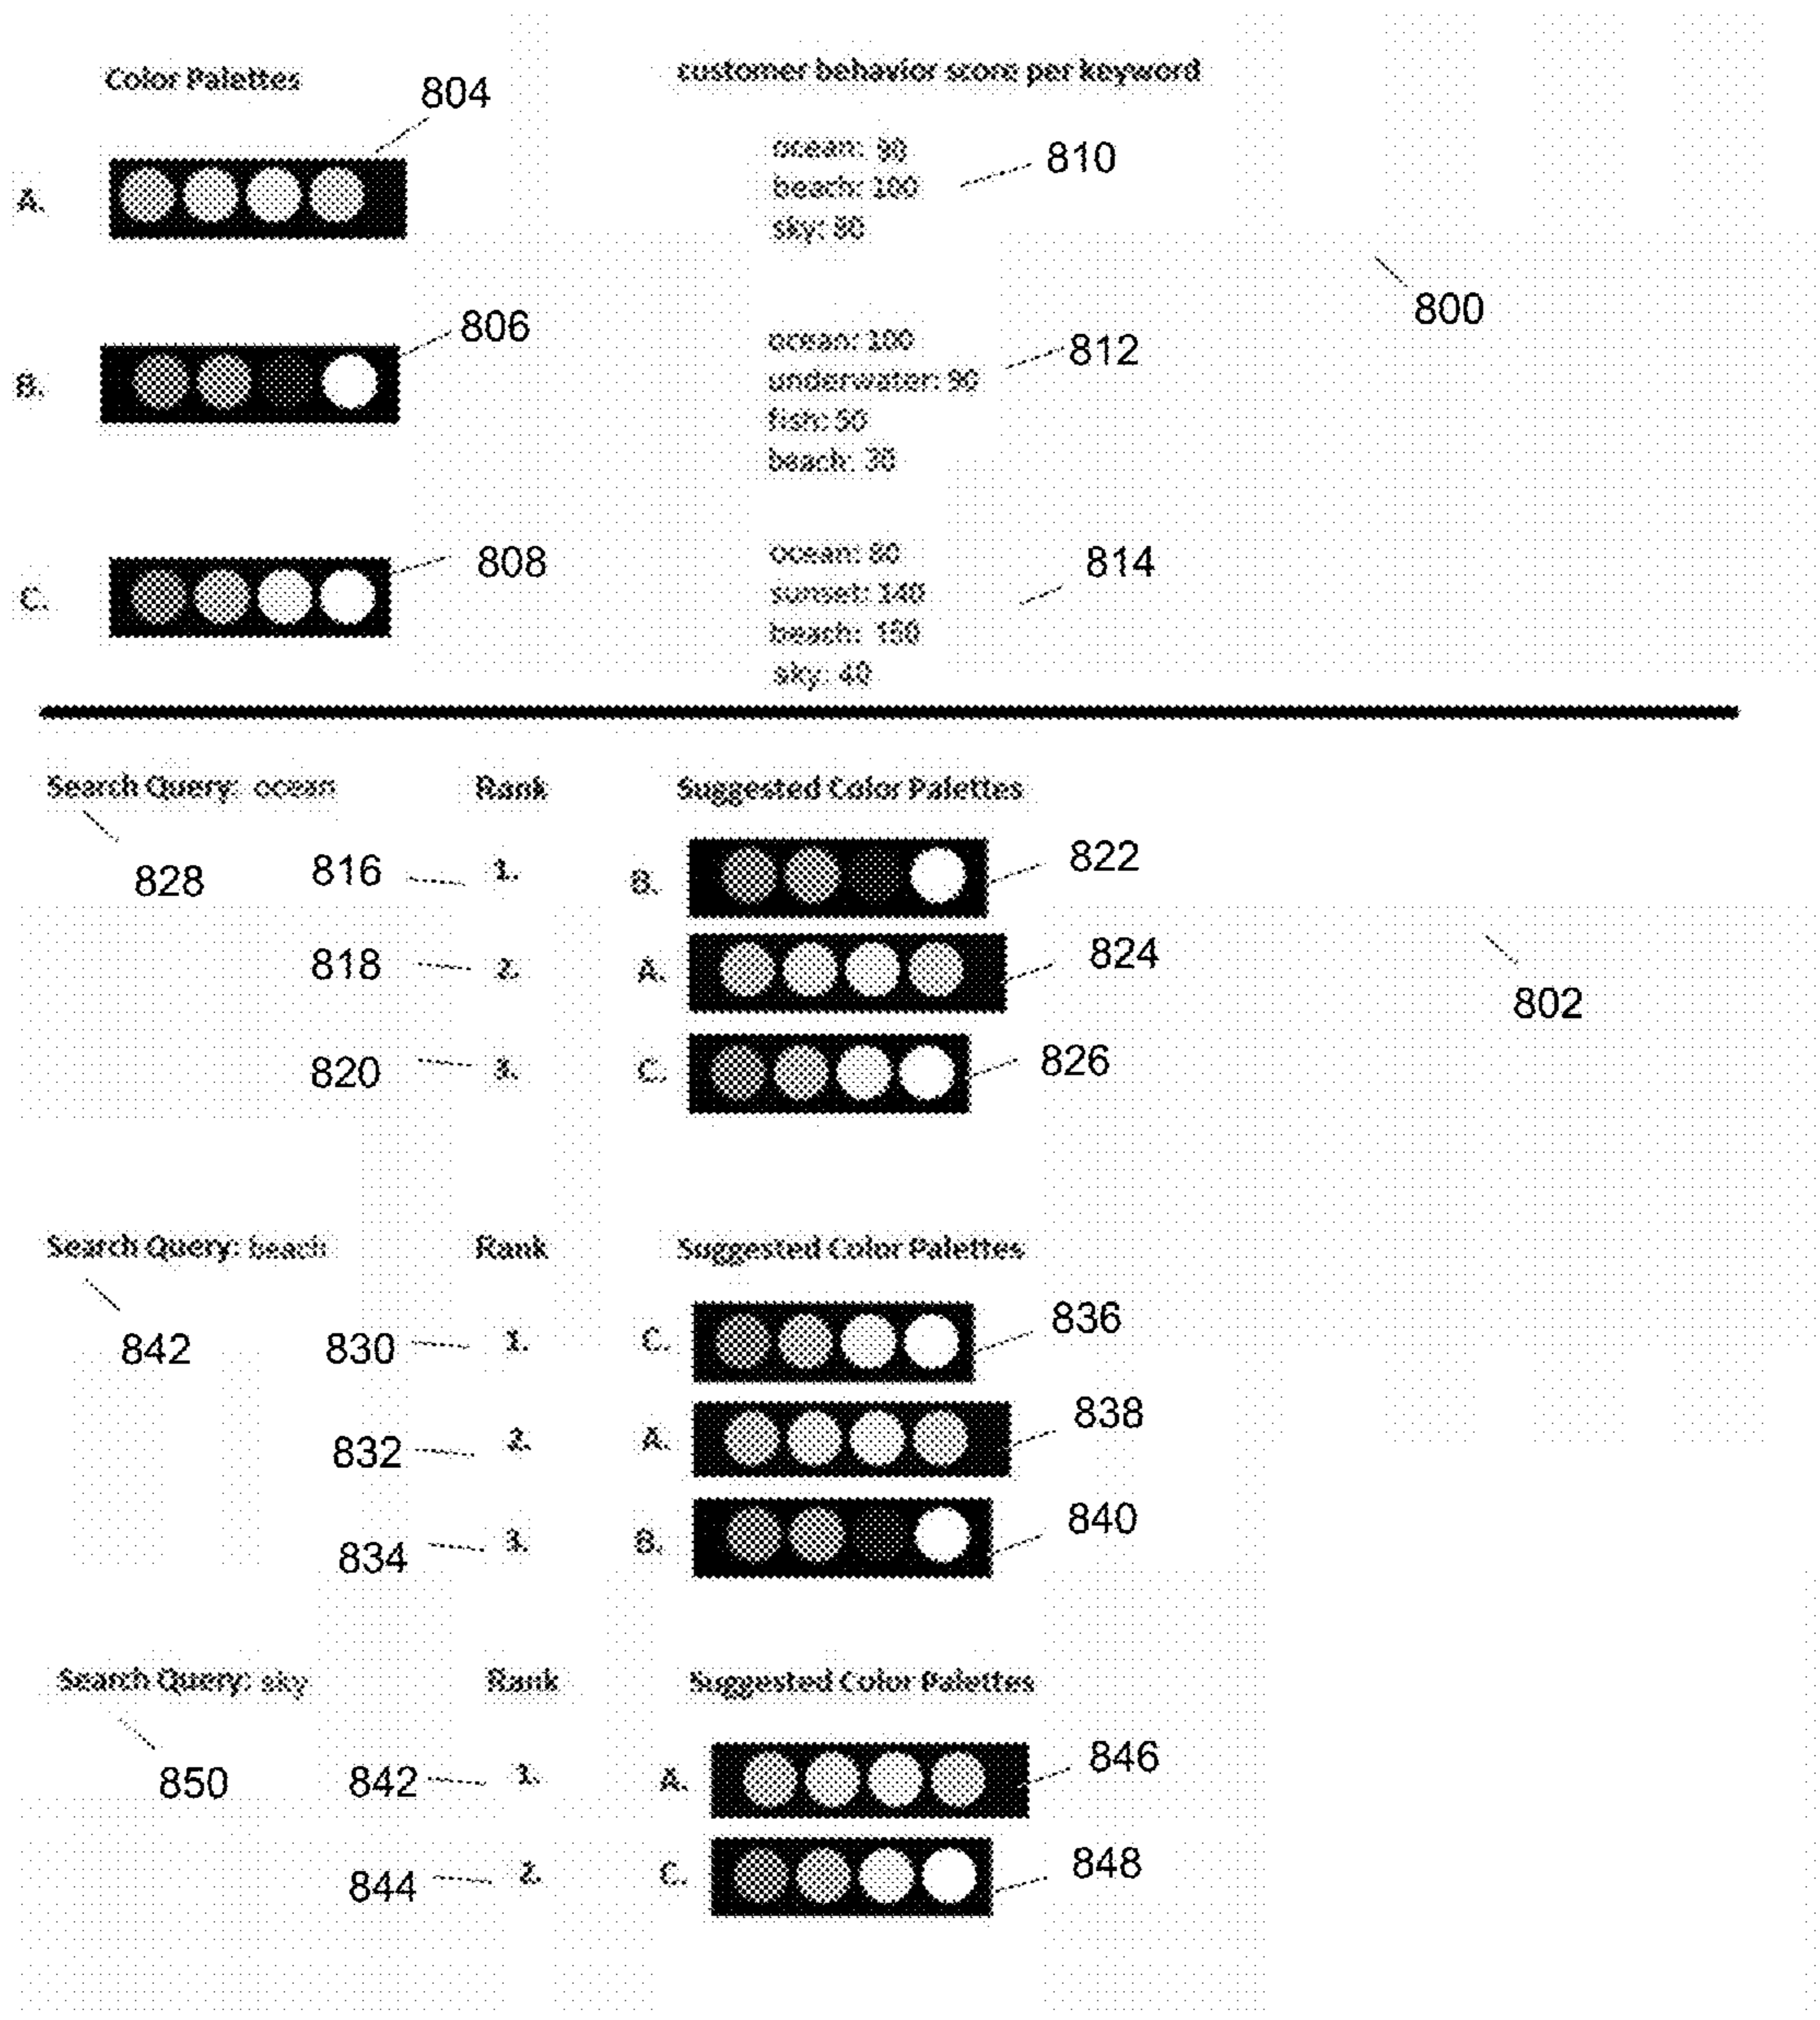 Color Palettes
804
customer behavior score per keyword
A.
ocean: 90
beach: 100
sky: 80
810
800
B.
806
ocean: 100
underwater: 90
fish: 50
beach: 30
812
C.
808
ocean: 80
sunset: 140
beach:
sky: 40
814
Search Query: ocean
Rank
Suggested Color Palettes
828
816
1.
B.
822
818
2.
A.
824
802
820
3.
C.
826
Search Query: beach
Rank
Suggested Color Palettes
842
830
1.
C.
836
832
2.
A.
838
834
3.
B.
840
Search Query: sky
Rank
Suggested Color Palettes
850
842
1.
A.
846
844
2.
C.
848